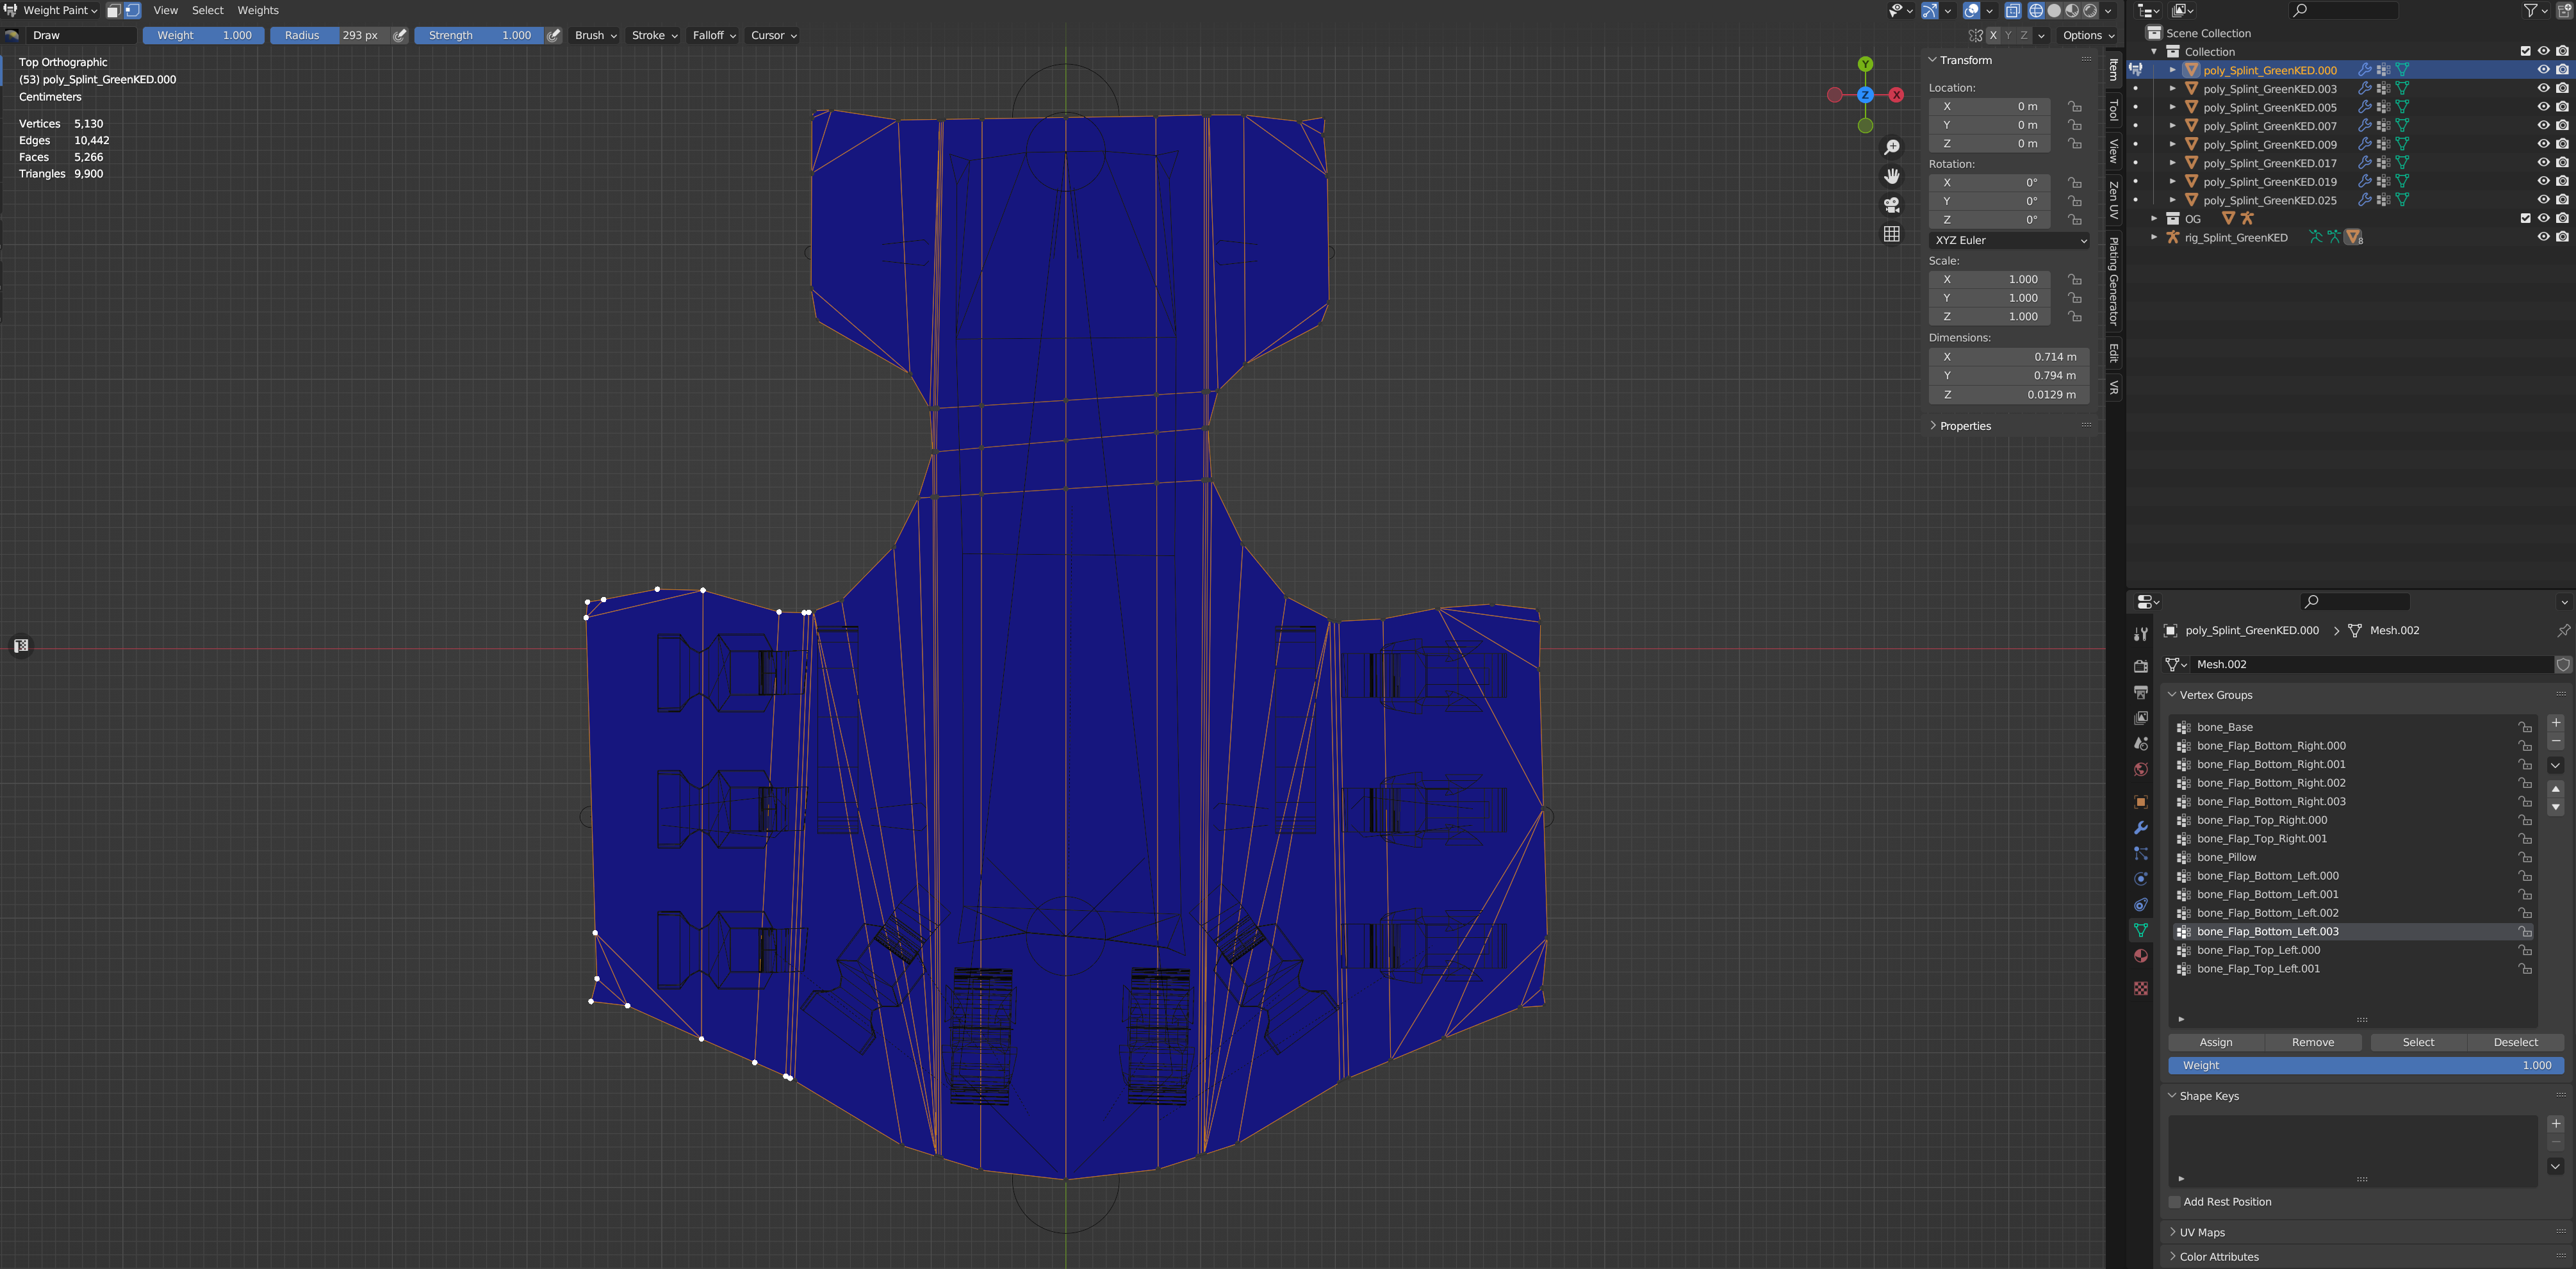 Weight Paint View Select Weights
Draw Weight 1.000 Radius 293 px Strength 1.000 Brush Stroke Falloff Cursor X Y Z Options
Top Orthographic
(53) poly_Splint_GreenKED.000
Centimeters
Vertices 5,130
Edges 10,442
Faces 5,266
Triangles 9,900
Y
Z
X
Transform
Location:
X 0 m
Y 0 m
Z 0 m
Rotation:
X 0°
Y 0°
Z 0°
XYZ Euler
Scale:
X 1.000
Y 1.000
Z 1.000
Dimensions:
X 0.714 m
Y 0.794 m
Z 0.0129 m
Properties
Item
Tool
View
Zen UV
Plating Generator
Edit
VR
Scene Collection
Collection
poly_Splint_GreenKED.000
poly_Splint_GreenKED.003
poly_Splint_GreenKED.005
poly_Splint_GreenKED.007
poly_Splint_GreenKED.009
poly_Splint_GreenKED.017
poly_Splint_GreenKED.019
poly_Splint_GreenKED.025
OG
rig_Splint_GreenKED 8
poly_Splint_GreenKED.000 Mesh.002
Mesh.002
Vertex Groups
bone_Base
bone_Flap_Bottom_Right.000
bone_Flap_Bottom_Right.001
bone_Flap_Bottom_Right.002
bone_Flap_Bottom_Right.003
bone_Flap_Top_Right.000
bone_Flap_Top_Right.001
bone_Pillow
bone_Flap_Bottom_Left.000
bone_Flap_Bottom_Left.001
bone_Flap_Bottom_Left.002
bone_Flap_Bottom_Left.003
bone_Flap_Top_Left.000
bone_Flap_Top_Left.001
Assign Remove Select Deselect
Weight 1.000
Shape Keys
Add Rest Position
UV Maps
Color Attributes